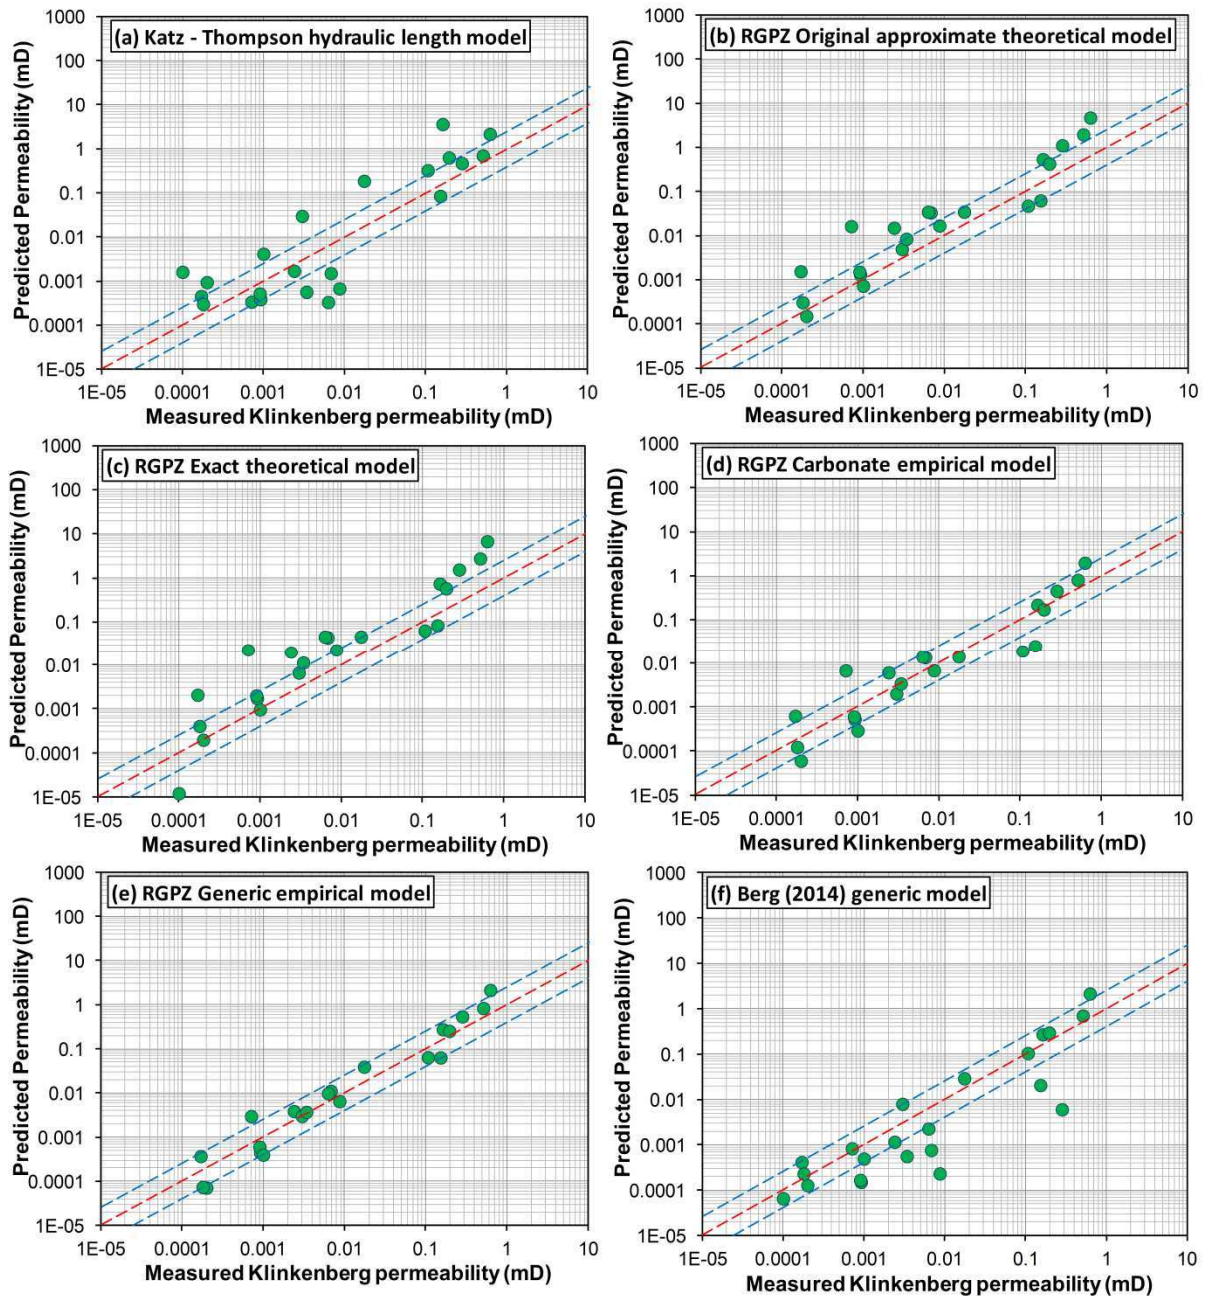 (a) Katz - Thompson hydraulic length model
Predicted Permeability (mD)
1000
100
10
1
0.1
0.01
0.001
0.0001
1E-05
1E-05 0.0001 0.001 0.01 0.1 1 10
Measured Klinkenberg permeability (mD)
(b) RGPZ Original approximate theoretical model
Predicted Permeability (mD)
1000
100
10
1
0.1
0.01
0.001
0.0001
1E-05
1E-05 0.0001 0.001 0.01 0.1 1 10
Measured Klinkenberg permeability (mD)
(c) RGPZ Exact theoretical model
Predicted Permeability (mD)
1000
100
10
1
0.1
0.01
0.001
0.0001
1E-05
1E-05 0.0001 0.001 0.01 0.1 1 10
Measured Klinkenberg permeability (mD)
(d) RGPZ Carbonate empirical model
Predicted Permeability (mD)
1000
100
10
1
0.1
0.01
0.001
0.0001
1E-05
1E-05 0.0001 0.001 0.01 0.1 1 10
Measured Klinkenberg permeability (mD)
(e) RGPZ Generic empirical model
Predicted Permeability (mD)
1000
100
10
1
0.1
0.01
0.001
0.0001
1E-05
1E-05 0.0001 0.001 0.01 0.1 1 10
Measured Klinkenberg permeability (mD)
(f) Berg (2014) generic model
Predicted Permeability (mD)
1000
100
10
1
0.1
0.01
0.001
0.0001
1E-05
1E-05 0.0001 0.001 0.01 0.1 1 10
Measured Klinkenberg permeability (mD)